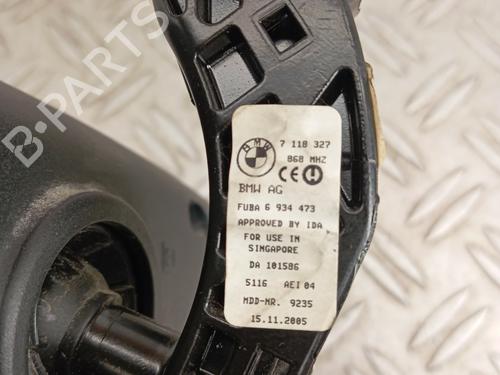 BMW
7 118 327
868 MHZ
CE
BMW AG
FUBA 6 934 473
APPROVED BY IDA
FOR USE IN
SINGAPORE
DA 101586
5116 AEI 04
MDD-NR. 9235
15.11.2005
B-PARTS